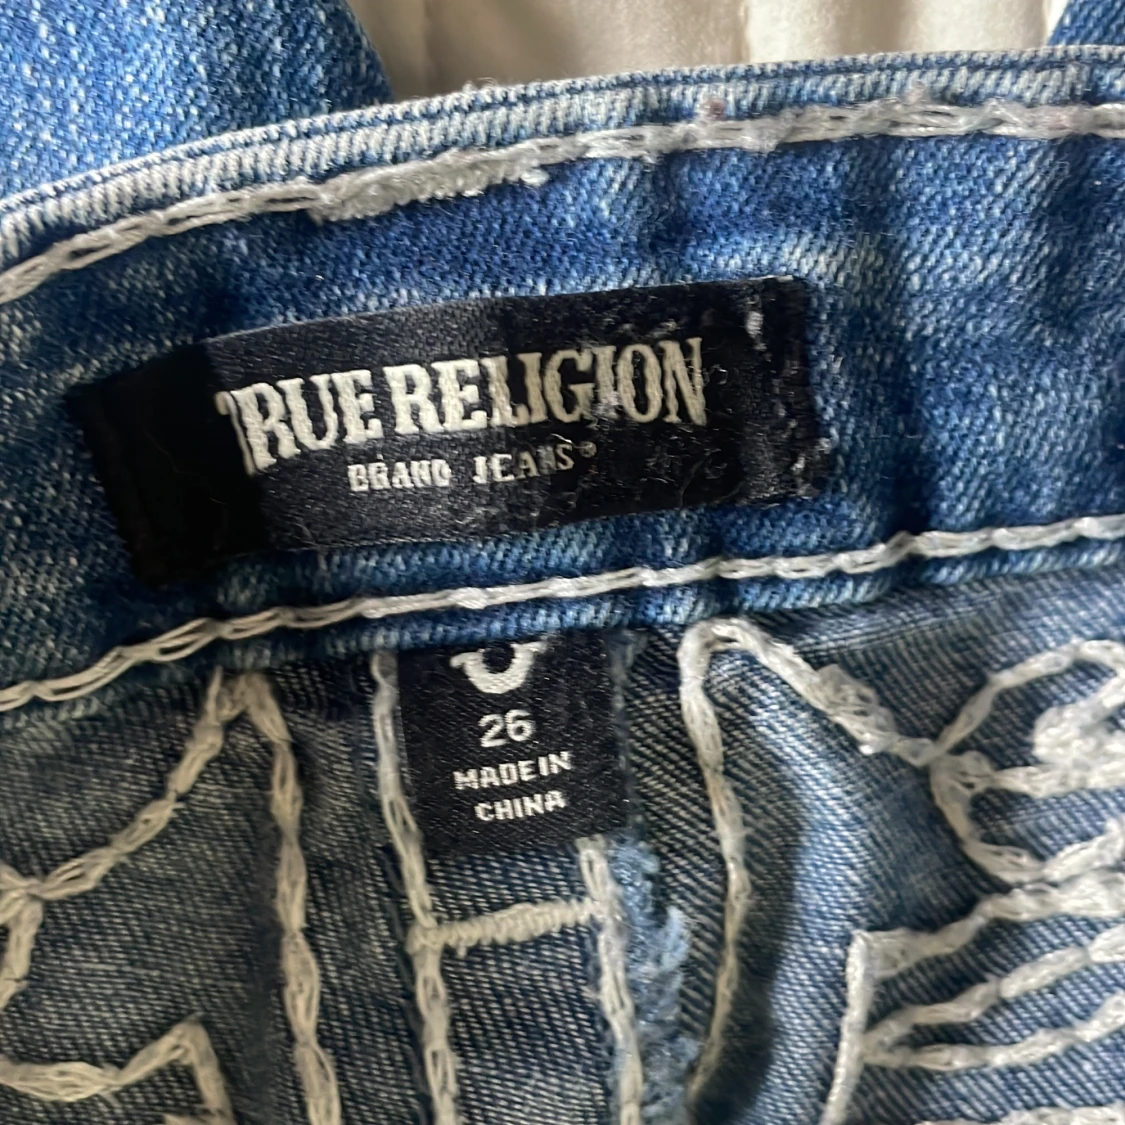 TRUE RELIGION
BRAND JEANS®
26
MADE IN
CHINA